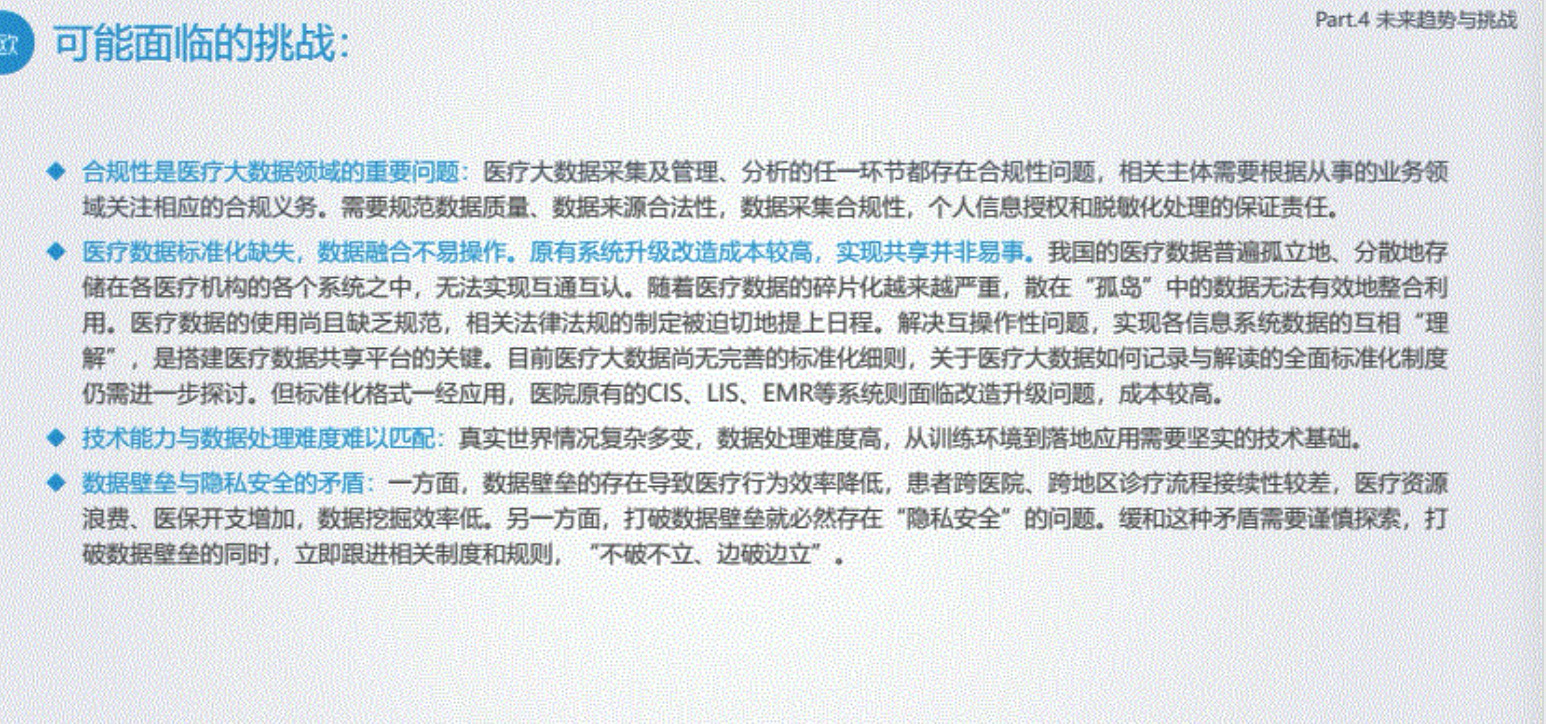 Part.4 未来趋势与挑战
欧
可能面临的挑战：
◆ 合规性是医疗大数据领域的重要问题：医疗大数据采集及管理、分析的任一环节都存在合规性问题，相关主体需要根据从事的业务领
域关注相应的合规义务。需要规范数据质量、数据来源合法性，数据采集合规性，个人信息授权和脱敏化处理的保证责任。
◆ 医疗数据标准化缺失，数据融合不易操作。原有系统升级改造成本较高，实现共享并非易事。我国的医疗数据普遍孤立地、分散地存
储在各医疗机构的各个系统之中，无法实现互通互认。随着医疗数据的碎片化越来越严重，散在“孤岛”中的数据无法有效地整合利
用。医疗数据的使用尚且缺乏规范，相关法律法规的制定被迫切地提上日程。解决互操作性问题，实现各信息系统数据的互相“理
解”，是搭建医疗数据共享平台的关键。目前医疗大数据尚无完善的标准化细则，关于医疗大数据如何记录与解读的全面标准化制度
仍需进一步探讨。但标准化格式一经应用，医院原有的CIS、LIS、EMR等系统则面临改造升级问题，成本较高。
◆ 技术能力与数据处理难度难以匹配：真实世界情况复杂多变，数据处理难度高，从训练环境到落地应用需要坚实的技术基础。
◆ 数据壁垒与隐私安全的矛盾：一方面，数据壁垒的存在导致医疗行为效率降低，患者跨医院、跨地区诊疗流程接续性较差，医疗资源
浪费、医保开支增加，数据挖掘效率低。另一方面，打破数据壁垒就必然存在“隐私安全”的问题。缓和这种矛盾需要谨慎探索，打
破数据壁垒的同时，立即跟进相关制度和规则，“不破不立、边破边立”。